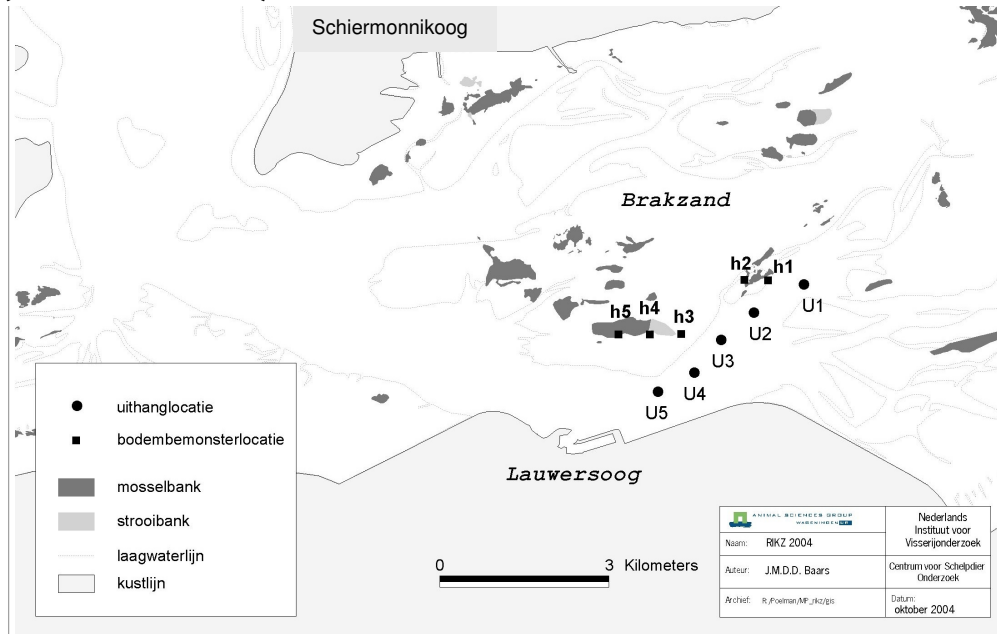 Schiermonnikoog
Brakzand
h2
h1
U1
h5
h4
h3
U2
U3
U4
U5
Lauwersoog
uithanglocatie
bodembemonsterlocatie
mosselbank
strooibank
laagwaterlijn
kustlijn
0 3 Kilometers
ANIMAL SCIENCES GROUP
WAGENINGEN UR
Nederlands
Instituut voor
Visserijonderzoek
Naam: RIKZ 2004
Auteur: J.M.D.D. Baars
Centrum voor Schelpdier
Onderzoek
Archief: R:/Poelman/MP_rikz/gis
Datum:
oktober 2004